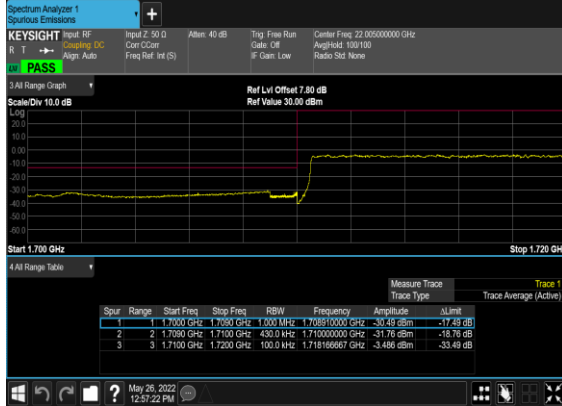 Spectrum Analyzer 1
Spurious Emissions
+
KEYSIGHT
R T
PASS
Input: RF
Coupling: DC
Align: Auto
Input Z: 50 Ω
Corr CCorr
Freq Ref: Int (S)
Atten: 40 dB
Trig: Free Run
Gate: Off
IF Gain: Low
Center Freq: 22.005000000 GHz
Avg|Hold: 100/100
Radio Std: None
3 All Range Graph
Ref Lvl Offset 7.80 dB
Scale/Div 10.0 dB
Ref Value 30.00 dBm
Log
20.0
10.0
0.00
-10.0
-20.0
-30.0
-40.0
-50.0
-60.0
Start 1.700 GHz
Stop 1.720 GH
4 All Range Table
Measure Trace Trace 1
Trace Type Trace Average (Active)
Spur Range Start Freq Stop Freq RBW Frequency Amplitude ΔLimit
1 1 1.7000 GHz 1.7090 GHz 1.000 MHz 1.708910000 GHz -30.49 dBm -17.49 dB
2 2 1.7090 GHz 1.7100 GHz 430.0 kHz 1.710000000 GHz -31.76 dBm -18.76 dB
3 3 1.7100 GHz 1.7200 GHz 100.0 kHz 1.718166667 GHz -3.486 dBm -33.49 dB
?
May 26, 2022
12:57:22 PM